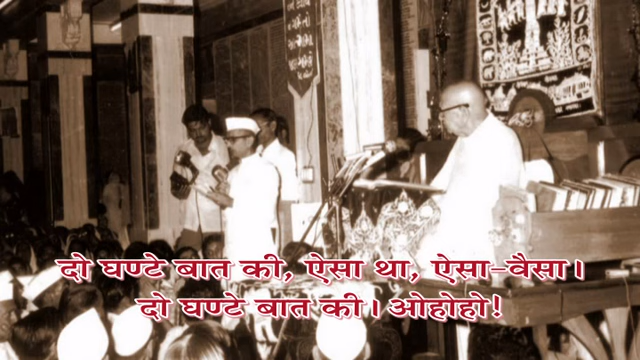 दो घण्टे बात की, ऐसा था, ऐसा-वैसा।
दो घण्टे बात की। ओहोहो!